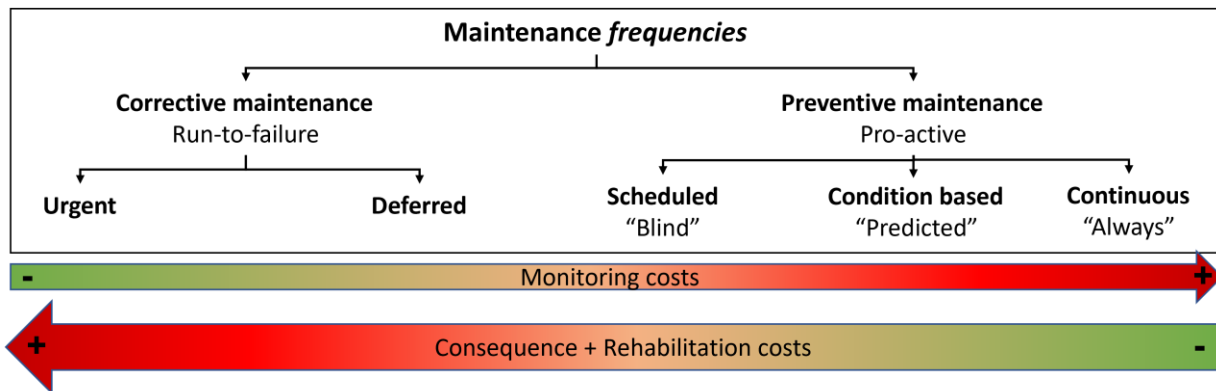 Maintenance frequencies
Corrective maintenance
Run-to-failure
Preventive maintenance
Pro-active
Urgent
Deferred
Scheduled
“Blind”
Condition based
“Predicted”
Continuous
“Always”
- Monitoring costs +
+ Consequence + Rehabilitation costs -